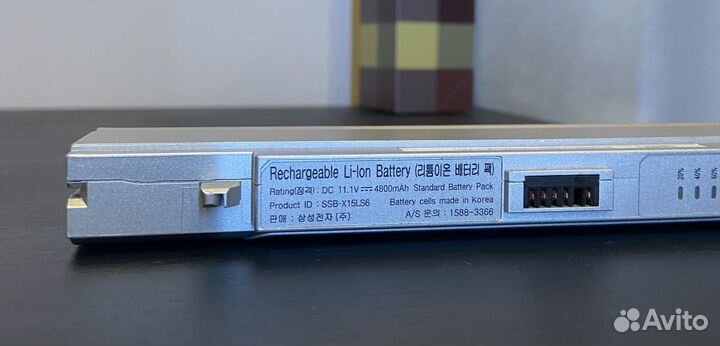 Rechargeable Li-Ion Battery (리튬이온 배터리 팩)
Rating(정격) : DC 11.1V⎓ 4800mAh Standard Battery Pack
Product ID : SSB-X15LS6 Battery cells made in Korea
판매 : 삼성전자 (주) A/S 문의 : 1588-3366
20% 40% 60%
Avito